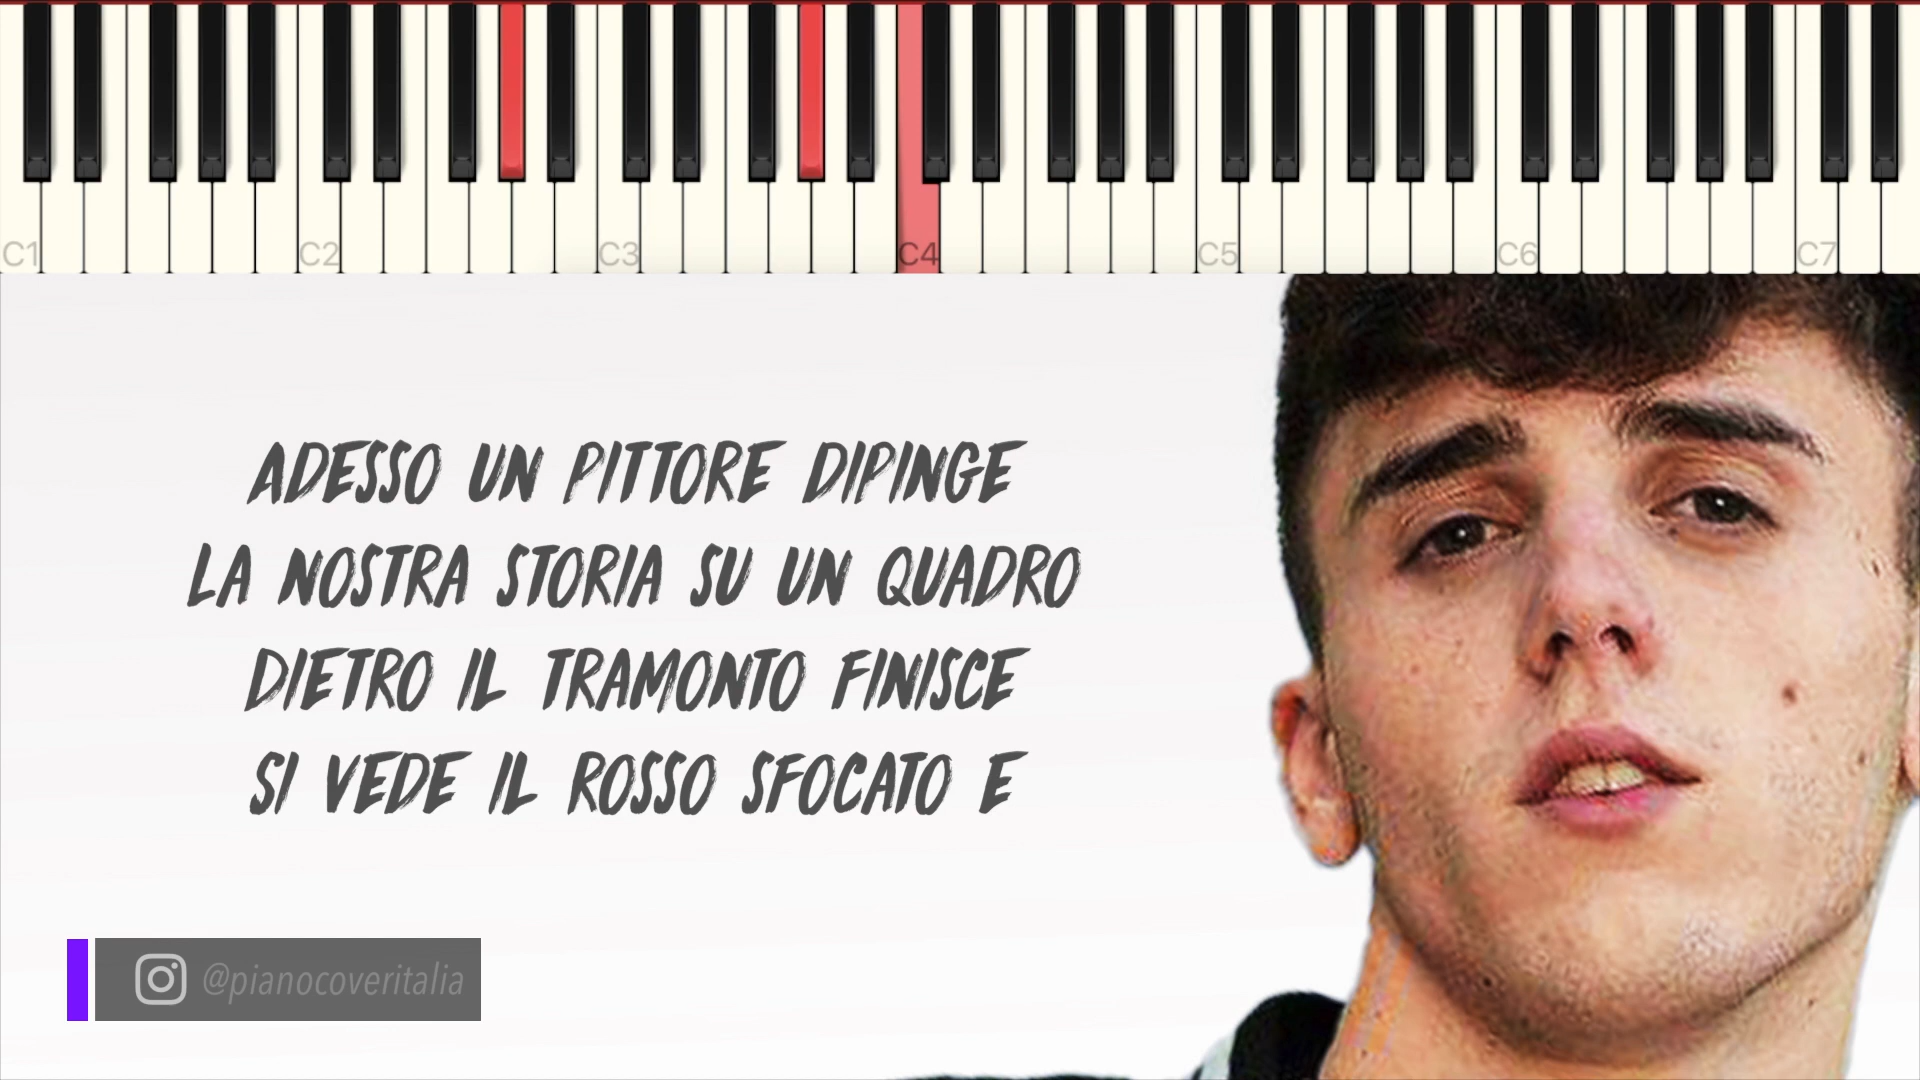 C1 C2 C3 C4 C5 C6 C7
ADESSO UN PITTORE DIPINGE
LA NOSTRA STORIA SU UN QUADRO
DIETRO IL TRAMONTO FINISCE
SI VEDE IL ROSSO SFOCATO E
@pianocoveritalia